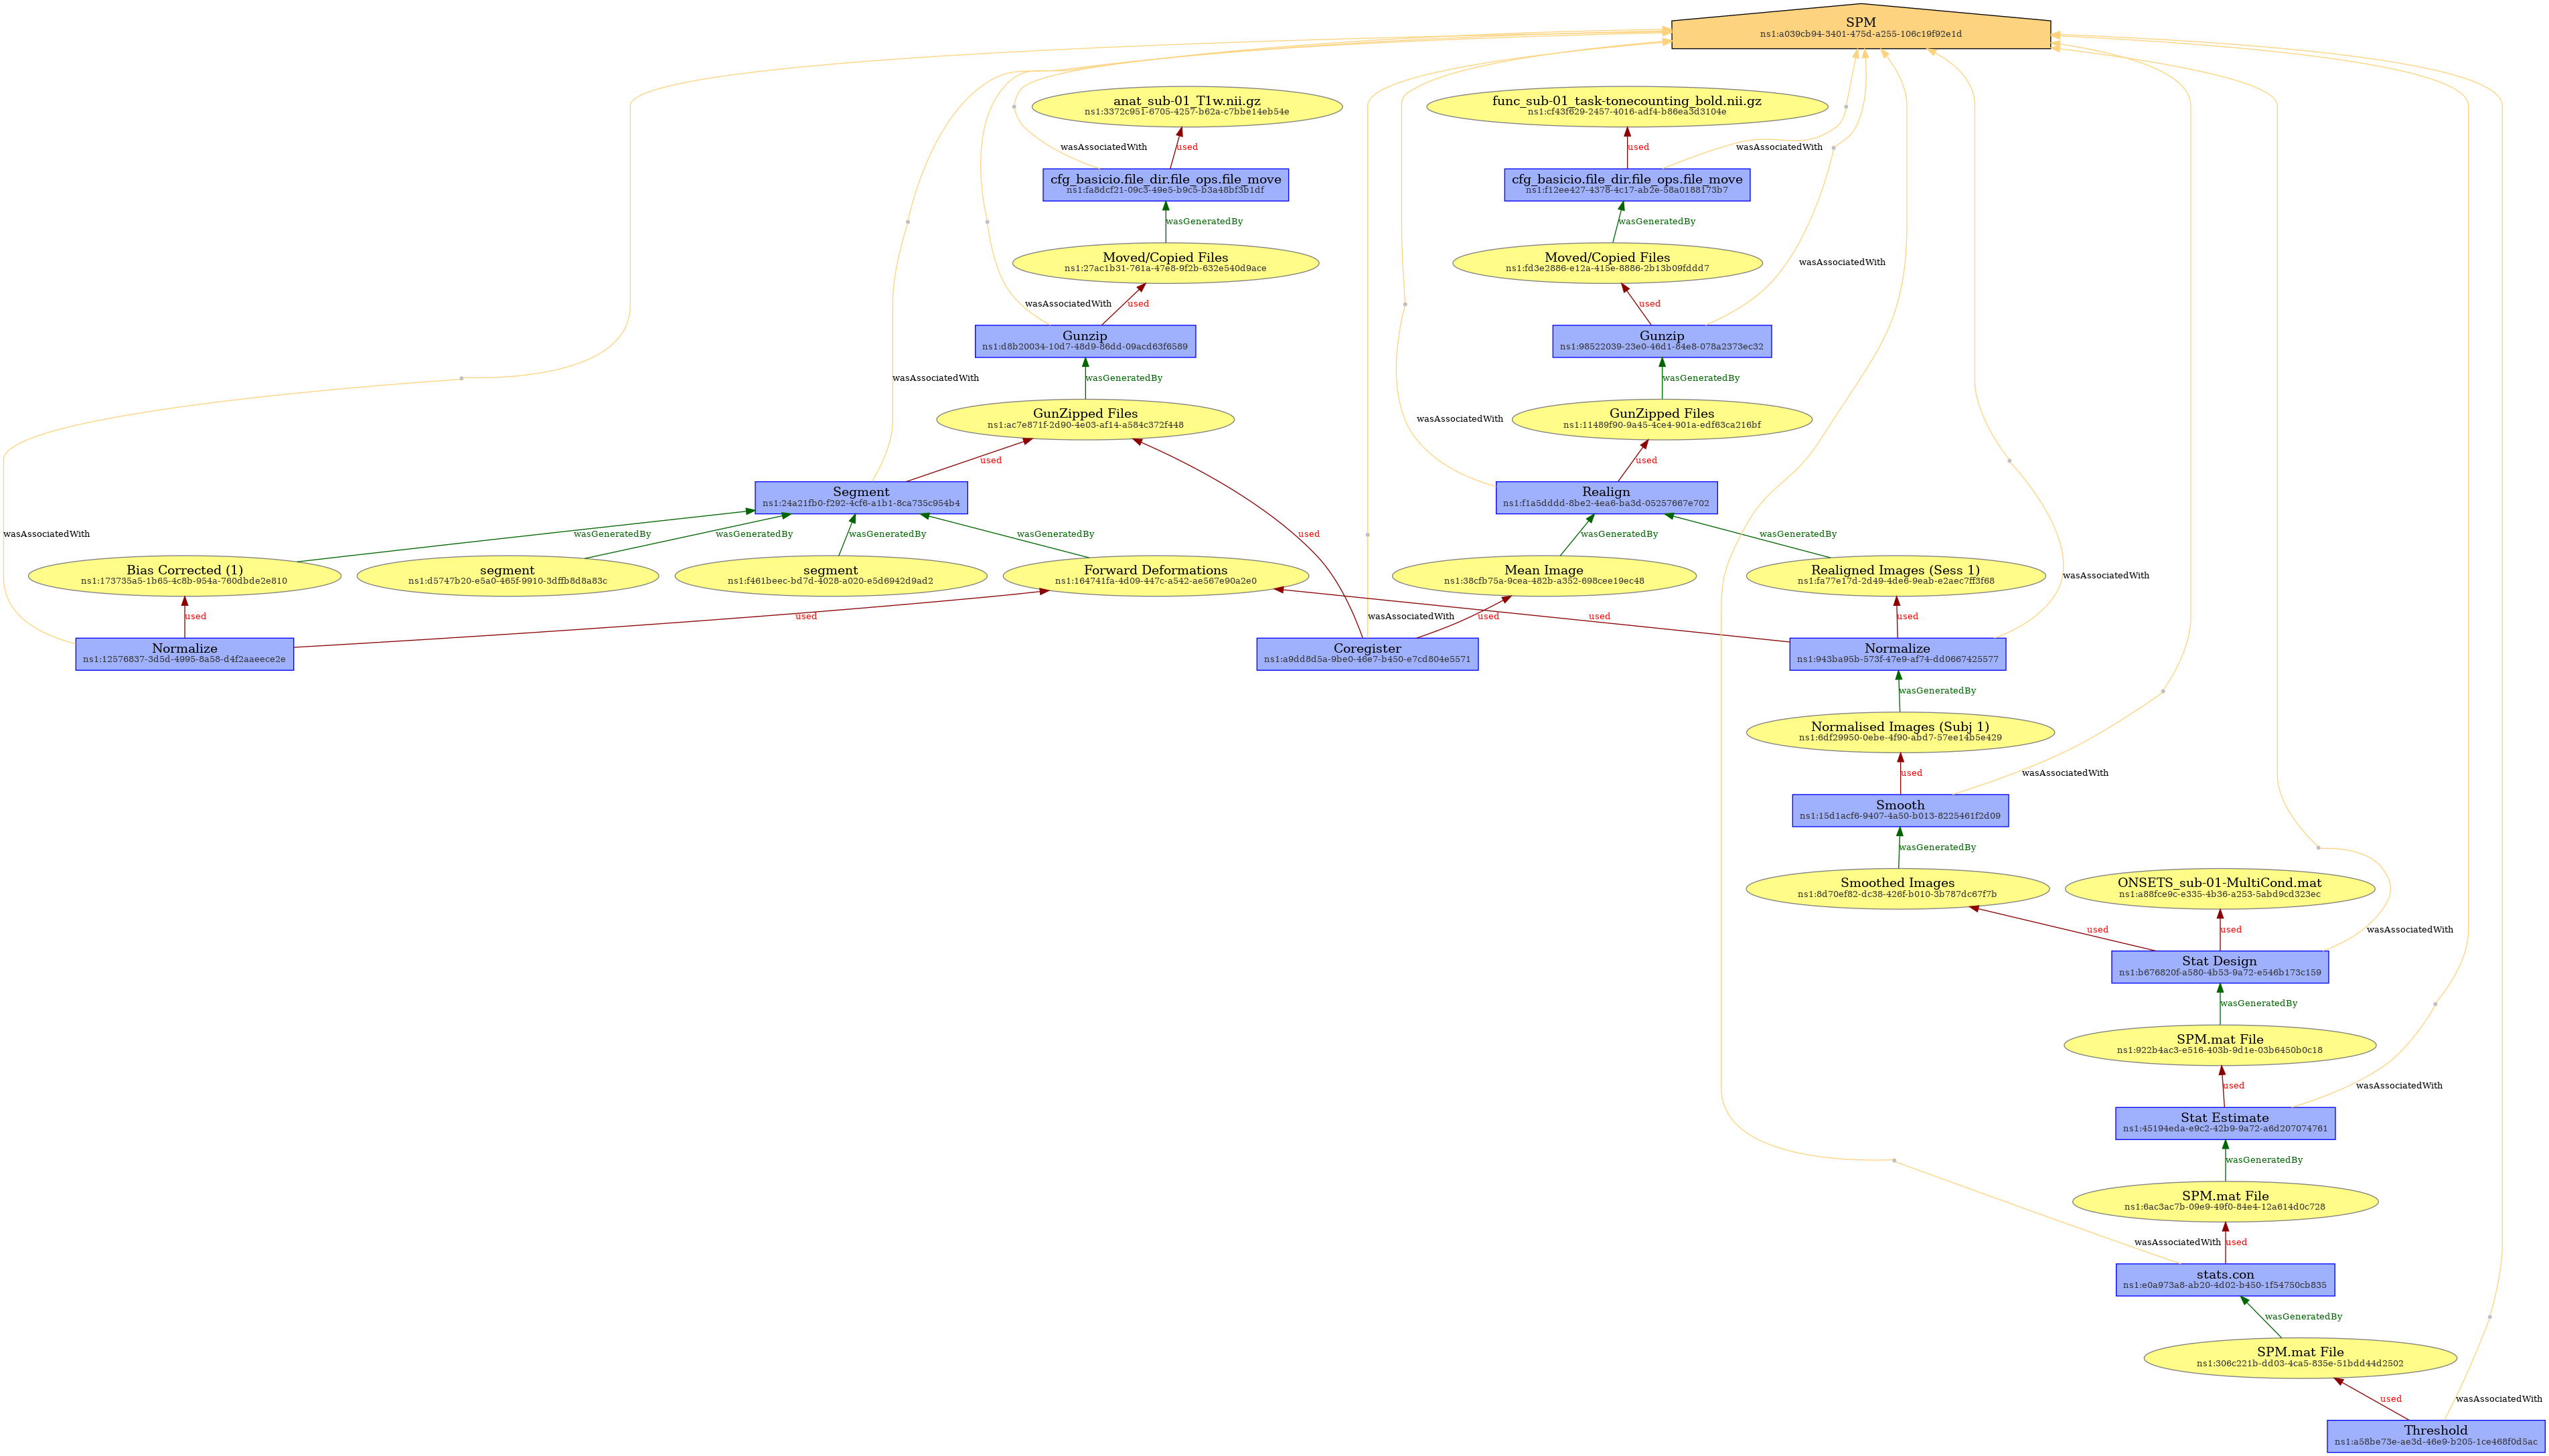 SPM
ns1:a039cb94-3401-475d-a255-106c19f92e1d
anat_sub-01_T1w.nii.gz
ns1:3372c951-6705-4257-b62a-c7bbe14eb54e
func_sub-01_task-tonecounting_bold.nii.gz
ns1:cf43f629-2457-4016-adf4-b86ea3d3104e
wasAssociatedWith
used
used
wasAssociatedWith
cfg_basicio.file_dir.file_ops.file_move
ns1:fa8dcf21-09c3-49e5-b9c5-b3a48bf3b1df
cfg_basicio.file_dir.file_ops.file_move
ns1:f12ee427-4378-4c17-ab2e-58a0188173b7
wasGeneratedBy
wasGeneratedBy
Moved/Copied Files
ns1:27ac1b31-761a-47e8-9f2b-632e540d9ace
Moved/Copied Files
ns1:fd3e2886-e12a-415e-8886-2b13b09fddd7
wasAssociatedWith
wasAssociatedWith
used
used
Gunzip
ns1:d8b20034-10d7-48d9-86dd-09acd63f6589
Gunzip
ns1:98522039-23e0-46d1-84e8-078a2373ec32
wasAssociatedWith
wasGeneratedBy
wasGeneratedBy
GunZipped Files
ns1:ac7e871f-2d90-4e03-af14-a584c372f448
wasAssociatedWith
GunZipped Files
ns1:11489f90-9a45-4ce4-901a-edf63ca216bf
used
used
Segment
ns1:24a21fb0-f292-4cf6-a1b1-8ca735c954b4
Realign
ns1:f1a5dddd-8be2-4ea6-ba3d-05257667e702
wasAssociatedWith
wasGeneratedBy
wasGeneratedBy
wasGeneratedBy
wasGeneratedBy
used
wasGeneratedBy
wasGeneratedBy
Bias Corrected (1)
ns1:173735a5-1b65-4c8b-954a-760dbde2e810
segment
ns1:d5747b20-e5a0-465f-9910-3dffb8d8a83c
segment
ns1:f461beec-bd7d-4028-a020-e5d6942d9ad2
Forward Deformations
ns1:164741fa-4d09-447c-a542-ae567e90a2e0
Mean Image
ns1:38cfb75a-9cea-482b-a352-698cee19ec48
Realigned Images (Sess 1)
ns1:fa77e17d-2d49-4de6-9eab-e2aec7ff3f68
wasAssociatedWith
used
used
wasAssociatedWith
used
used
used
Normalize
ns1:12576837-3d5d-4995-8a58-d4f2aaeece2e
Coregister
ns1:a9dd8d5a-9be0-46e7-b450-e7cd804e5571
Normalize
ns1:943ba95b-573f-47e9-af74-dd0667425577
wasGeneratedBy
Normalised Images (Subj 1)
ns1:6df29950-0ebe-4f90-abd7-57ee14b5e429
used
wasAssociatedWith
Smooth
ns1:15d1acf6-9407-4a50-b013-8225461f2d09
wasGeneratedBy
Smoothed Images
ns1:8d70ef82-dc38-426f-b010-3b787dc67f7b
ONSETS_sub-01-MultiCond.mat
ns1:a88fce9c-e335-4b36-a253-5abd9cd323ec
used
used
wasAssociatedWith
Stat Design
ns1:b676820f-a580-4b53-9a72-e546b173c159
wasGeneratedBy
SPM.mat File
ns1:922b4ac3-e516-403b-9d1e-03b6450b0c18
used
wasAssociatedWith
Stat Estimate
ns1:45194eda-e9c2-42b9-9a72-a6d207074761
wasGeneratedBy
SPM.mat File
ns1:6ac3ac7b-09e9-49f0-84e4-12a614d0c728
wasAssociatedWith
used
stats.con
ns1:e0a973a8-ab20-4d02-b450-1f54750cb835
wasGeneratedBy
SPM.mat File
ns1:306c221b-dd03-4ca5-835e-51bdd44d2502
used
wasAssociatedWith
Threshold
ns1:a58be73e-ae3d-46e9-b205-1ce468f0d5ac